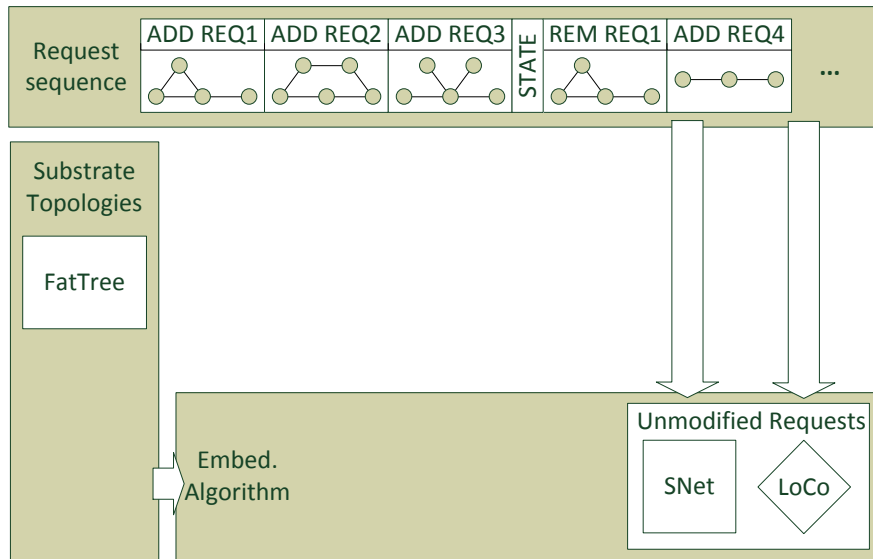 Request
sequence
ADD REQ1
ADD REQ2
ADD REQ3
STATE
REM REQ1
ADD REQ4
...
Substrate
Topologies
FatTree
Embed.
Algorithm
Unmodified Requests
SNet
LoCo